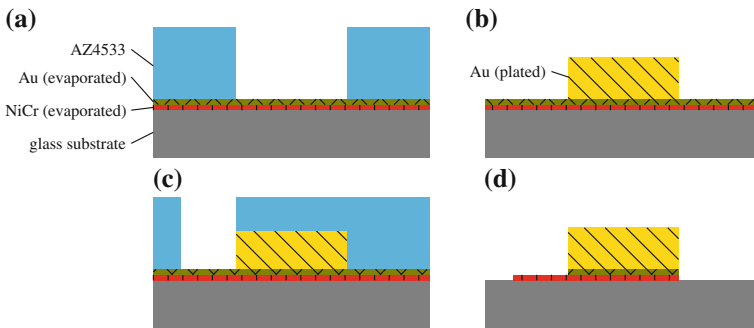 (a)
AZ4533
Au (evaporated)
NiCr (evaporated)
glass substrate
(b)
Au (plated)
(c)
(d)